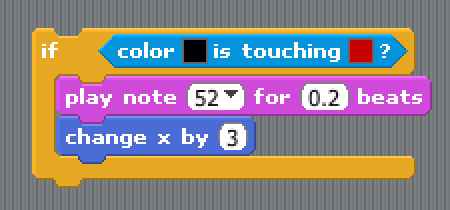 if color is touching ?
play note 52 for 0.2 beats
change x by 3